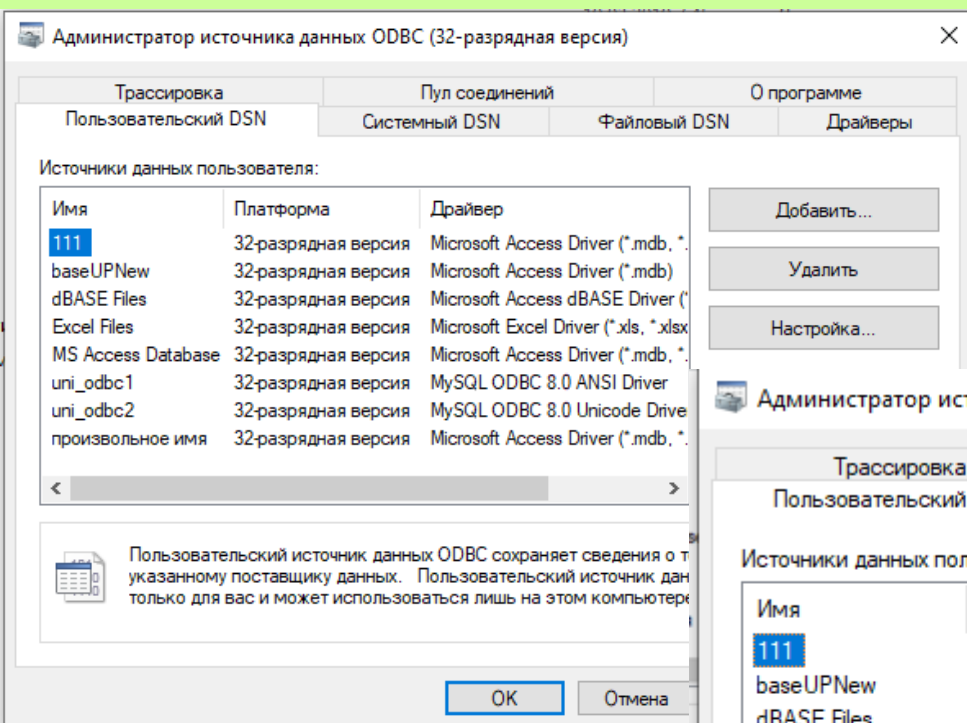 Администратор источника данных ODBC (32-разрядная версия)
Трассировка Пул соединений О программе
Пользовательский DSN Системный DSN Файловый DSN Драйверы
Источники данных пользователя:
Имя Платформа Драйвер
111 32-разрядная версия Microsoft Access Driver (*.mdb, *.
baseUPNew 32-разрядная версия Microsoft Access Driver (*.mdb)
dBASE Files 32-разрядная версия Microsoft Access dBASE Driver (*
Excel Files 32-разрядная версия Microsoft Excel Driver (*.xls, *.xlsx
MS Access Database 32-разрядная версия Microsoft Access Driver (*.mdb, *.
uni_odbc1 32-разрядная версия MySQL ODBC 8.0 ANSI Driver
uni_odbc2 32-разрядная версия MySQL ODBC 8.0 Unicode Drive
произвольное имя 32-разрядная версия Microsoft Access Driver (*.mdb, *.
Добавить...
Удалить
Настройка...
Пользовательский источник данных ODBC сохраняет сведения о т
указанному поставщику данных. Пользовательский источник дан
только для вас и может использоваться лишь на этом компьютере
OK Отмена
Администратор ист
Трассировка
Пользовательский
Источники данных пол
Имя
111
baseUPNew
dBASE Files